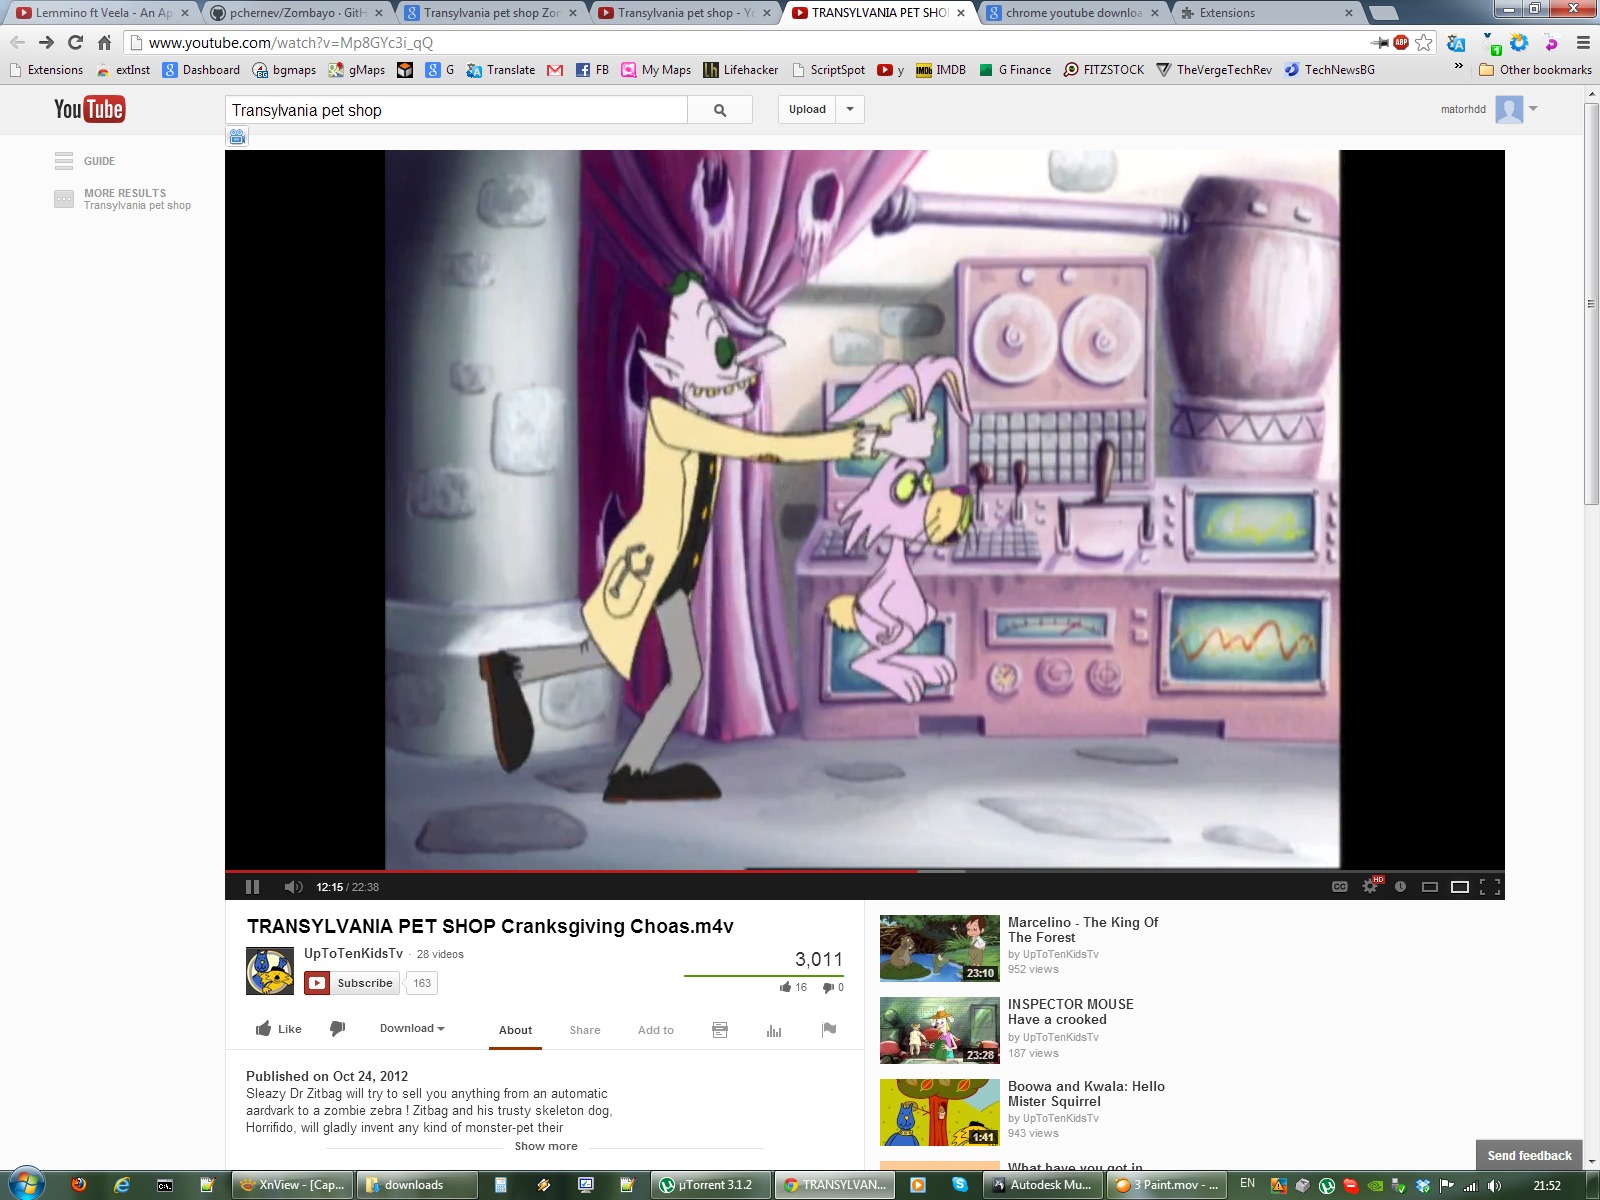 Lemmino ft Veela - An Ap
pchernev/Zombayo · GitH
Transylvania pet shop Zon
Transylvania pet shop - Yo
TRANSYLVANIA PET SHO
chrome youtube downloa
Extensions
www.youtube.com/watch?v=Mp8GYc3i_qQ
ABP
1
Extensions
extInst
Dashboard
bgmaps
gMaps
G
Translate
FB
My Maps
Lifehacker
ScriptSpot
y
IMDB
G Finance
FITZSTOCK
TheVergeTechRev
TechNewsBG
»
Other bookmarks
YouTube
Transylvania pet shop
Upload
matorhdd
GUIDE
MORE RESULTS
Transylvania pet shop
12:15 / 22:38
CC
HD
TRANSYLVANIA PET SHOP Cranksgiving Choas.m4v
UpToTenKidsTv · 28 videos
Subscribe 163
3,011
16 0
Like
Download
About
Share
Add to
Published on Oct 24, 2012
Sleazy Dr Zitbag will try to sell you anything from an automatic
aardvark to a zombie zebra ! Zitbag and his trusty skeleton dog,
Horrifido, will gladly invent any kind of monster-pet their
Show more
23:10
Marcelino - The King Of
The Forest
by UpToTenKidsTv
952 views
23:28
INSPECTOR MOUSE
Have a crooked
by UpToTenKidsTv
187 views
1:41
Boowa and Kwala: Hello
Mister Squirrel
by UpToTenKidsTv
943 views
What have you got in
Send feedback
XnView - [Cap...
downloads
µTorrent 3.1.2
TRANSYLVAN...
Autodesk Mu...
3 Paint.mov - ...
EN
21:52